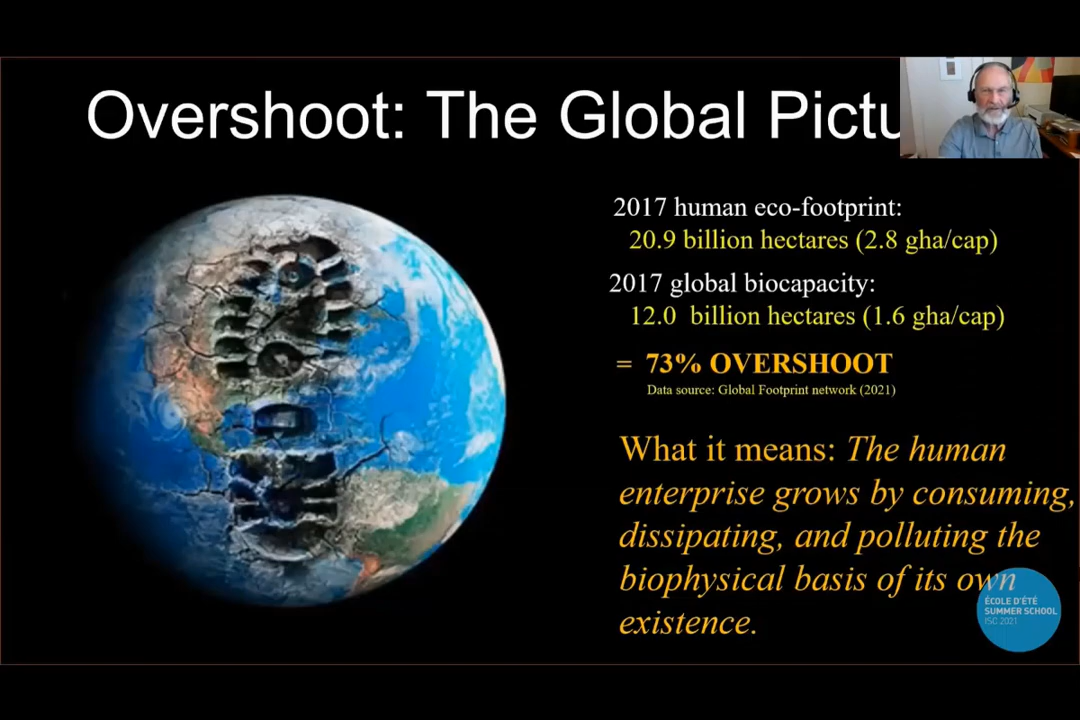 Overshoot: The Global Pictu
2017 human eco-footprint:
20.9 billion hectares (2.8 gha/cap)
2017 global biocapacity:
12.0 billion hectares (1.6 gha/cap)
= 73% OVERSHOOT
Data source: Global Footprint network (2021)
What it means: The human
enterprise grows by consuming,
dissipating, and polluting the
biophysical basis of its own
existence.
ÉCOLE D'ÉTÉ
SUMMER SCHOOL
ISC 2021